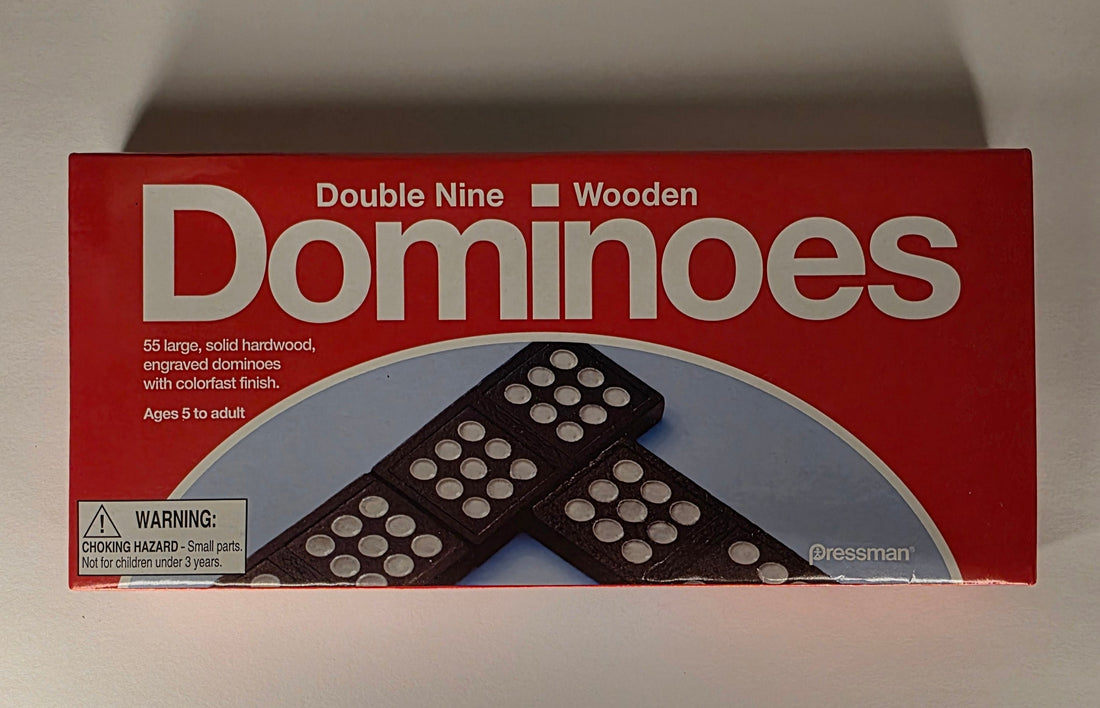 Double Nine ■ Wooden
Dominoes
55 large, solid hardwood,
engraved dominoes
with colorfast finish.
Ages 5 to adult
WARNING:
CHOKING HAZARD - Small parts.
Not for children under 3 years.
Pressman®